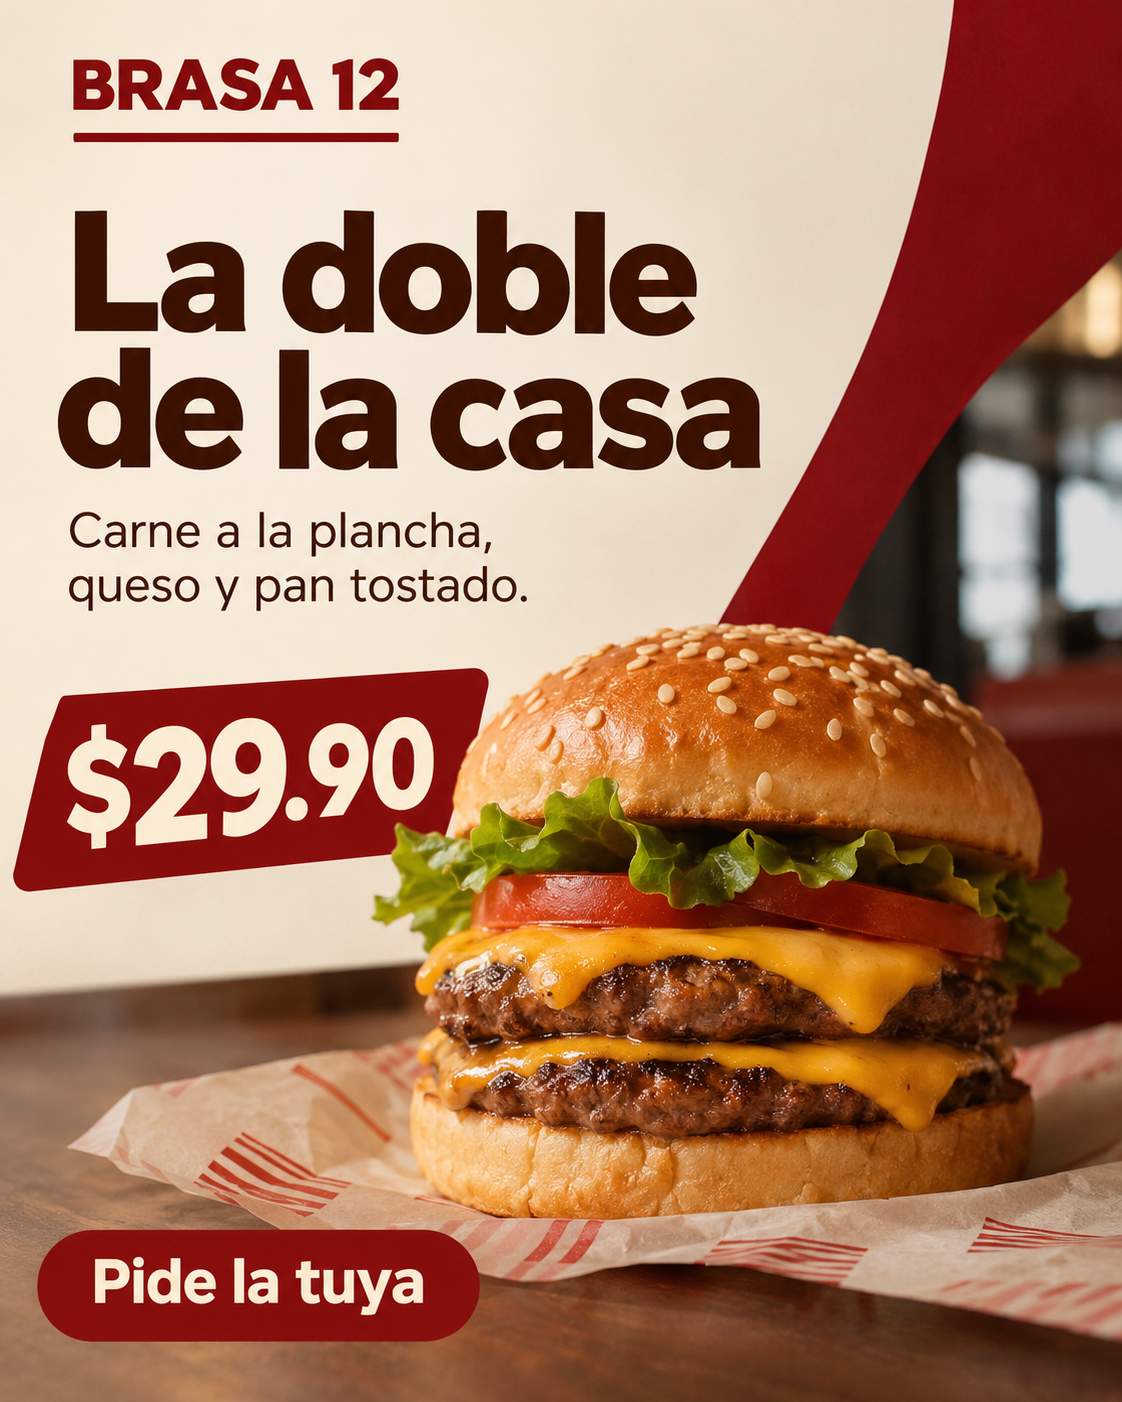 BRASA 12
La doble
de la casa
Carne a la plancha,
queso y pan tostado.
$29.90
Pide la tuya